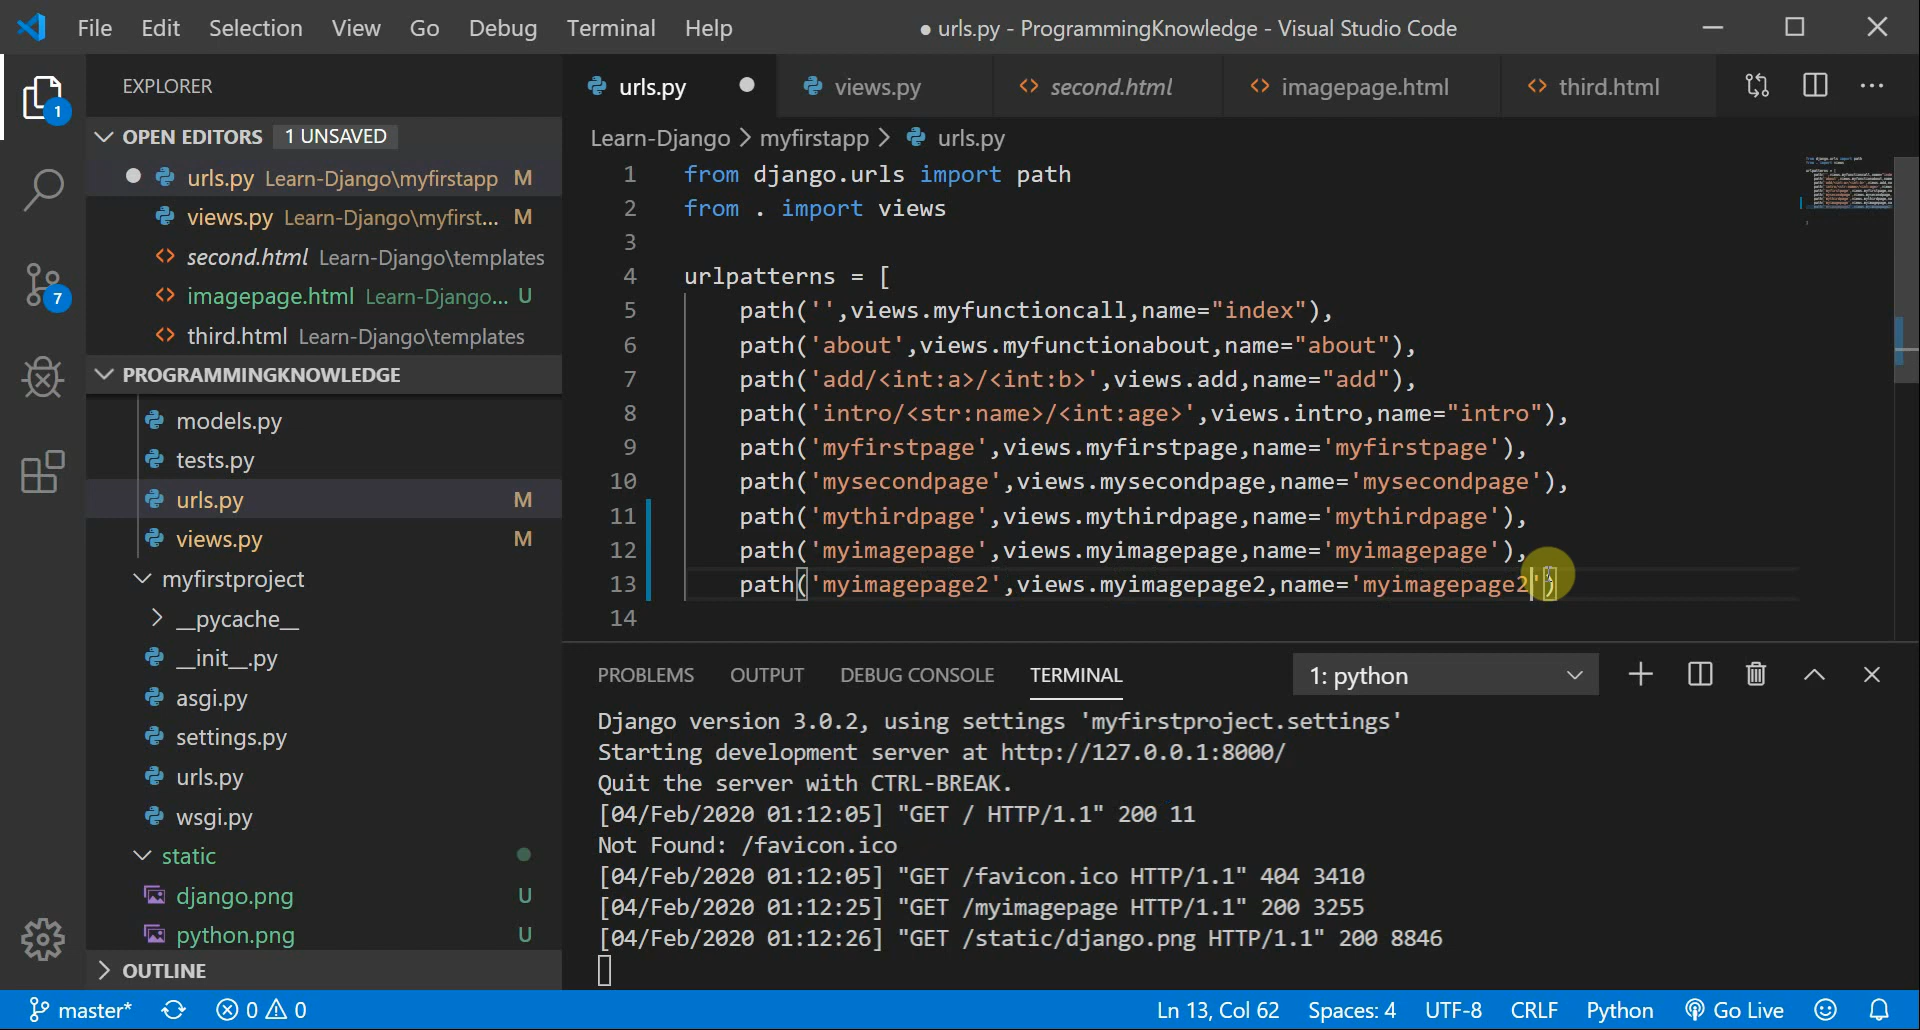 File Edit Selection View Go Debug Terminal Help
● urls.py - ProgrammingKnowledge - Visual Studio Code
EXPLORER
OPEN EDITORS 1 UNSAVED
urls.py Learn-Django\myfirstapp M
views.py Learn-Django\myfirst... M
second.html Learn-Django\templates
imagepage.html Learn-Django... U
third.html Learn-Django\templates
PROGRAMMINGKNOWLEDGE
models.py
tests.py
urls.py M
views.py M
myfirstproject
__pycache__
__init__.py
asgi.py
settings.py
urls.py
wsgi.py
static
django.png U
python.png U
OUTLINE
1
7
urls.py views.py second.html imagepage.html third.html
Learn-Django > myfirstapp > urls.py
1 from django.urls import path
2 from . import views
3
4 urlpatterns = [
5 path('',views.myfunctioncall,name="index"),
6 path('about',views.myfunctionabout,name="about"),
7 path('add/<int:a>/<int:b>',views.add,name="add"),
8 path('intro/<str:name>/<int:age>',views.intro,name="intro"),
9 path('myfirstpage',views.myfirstpage,name='myfirstpage'),
10 path('mysecondpage',views.mysecondpage,name='mysecondpage'),
11 path('mythirdpage',views.mythirdpage,name='mythirdpage'),
12 path('myimagepage',views.myimagepage,name='myimagepage'),
13 path('myimagepage2',views.myimagepage2,name='myimagepage2')
14
PROBLEMS OUTPUT DEBUG CONSOLE TERMINAL 1: python
Django version 3.0.2, using settings 'myfirstproject.settings'
Starting development server at http://127.0.0.1:8000/
Quit the server with CTRL-BREAK.
[04/Feb/2020 01:12:05] "GET / HTTP/1.1" 200 11
Not Found: /favicon.ico
[04/Feb/2020 01:12:05] "GET /favicon.ico HTTP/1.1" 404 3410
[04/Feb/2020 01:12:25] "GET /myimagepage HTTP/1.1" 200 3255
[04/Feb/2020 01:12:26] "GET /static/django.png HTTP/1.1" 200 8846
master* 0 0 Ln 13, Col 62 Spaces: 4 UTF-8 CRLF Python Go Live